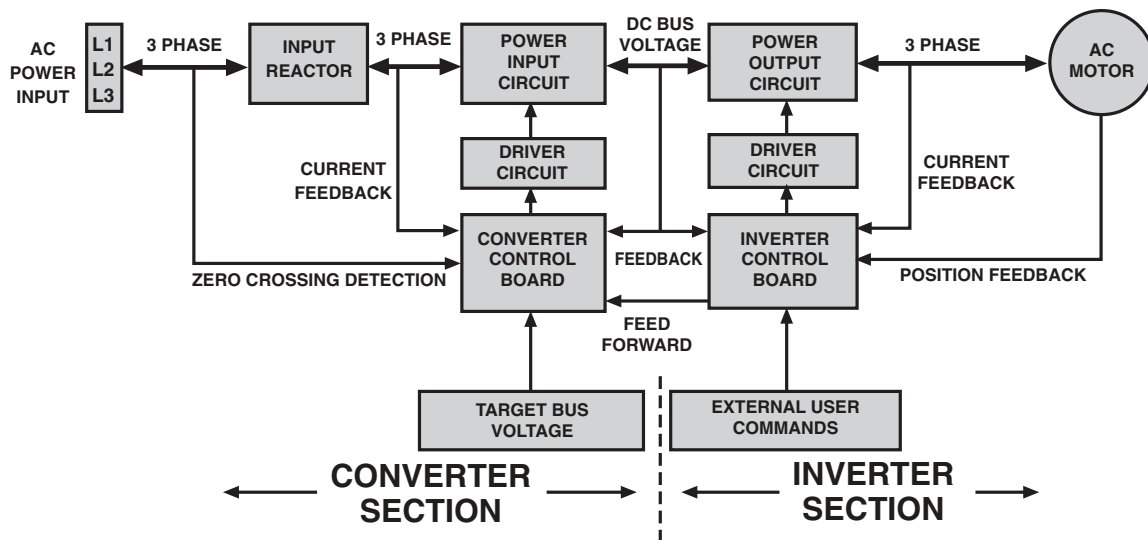 AC
POWER
INPUT
L1
L2
L3
3 PHASE
INPUT
REACTOR
3 PHASE
POWER
INPUT
CIRCUIT
DC BUS
VOLTAGE
POWER
OUTPUT
CIRCUIT
3 PHASE
AC
MOTOR
DRIVER
CIRCUIT
DRIVER
CIRCUIT
CURRENT
FEEDBACK
CURRENT
FEEDBACK
CONVERTER
CONTROL
BOARD
FEEDBACK
INVERTER
CONTROL
BOARD
ZERO CROSSING DETECTION
POSITION FEEDBACK
FEED
FORWARD
TARGET BUS
VOLTAGE
EXTERNAL USER
COMMANDS
CONVERTER
SECTION
INVERTER
SECTION